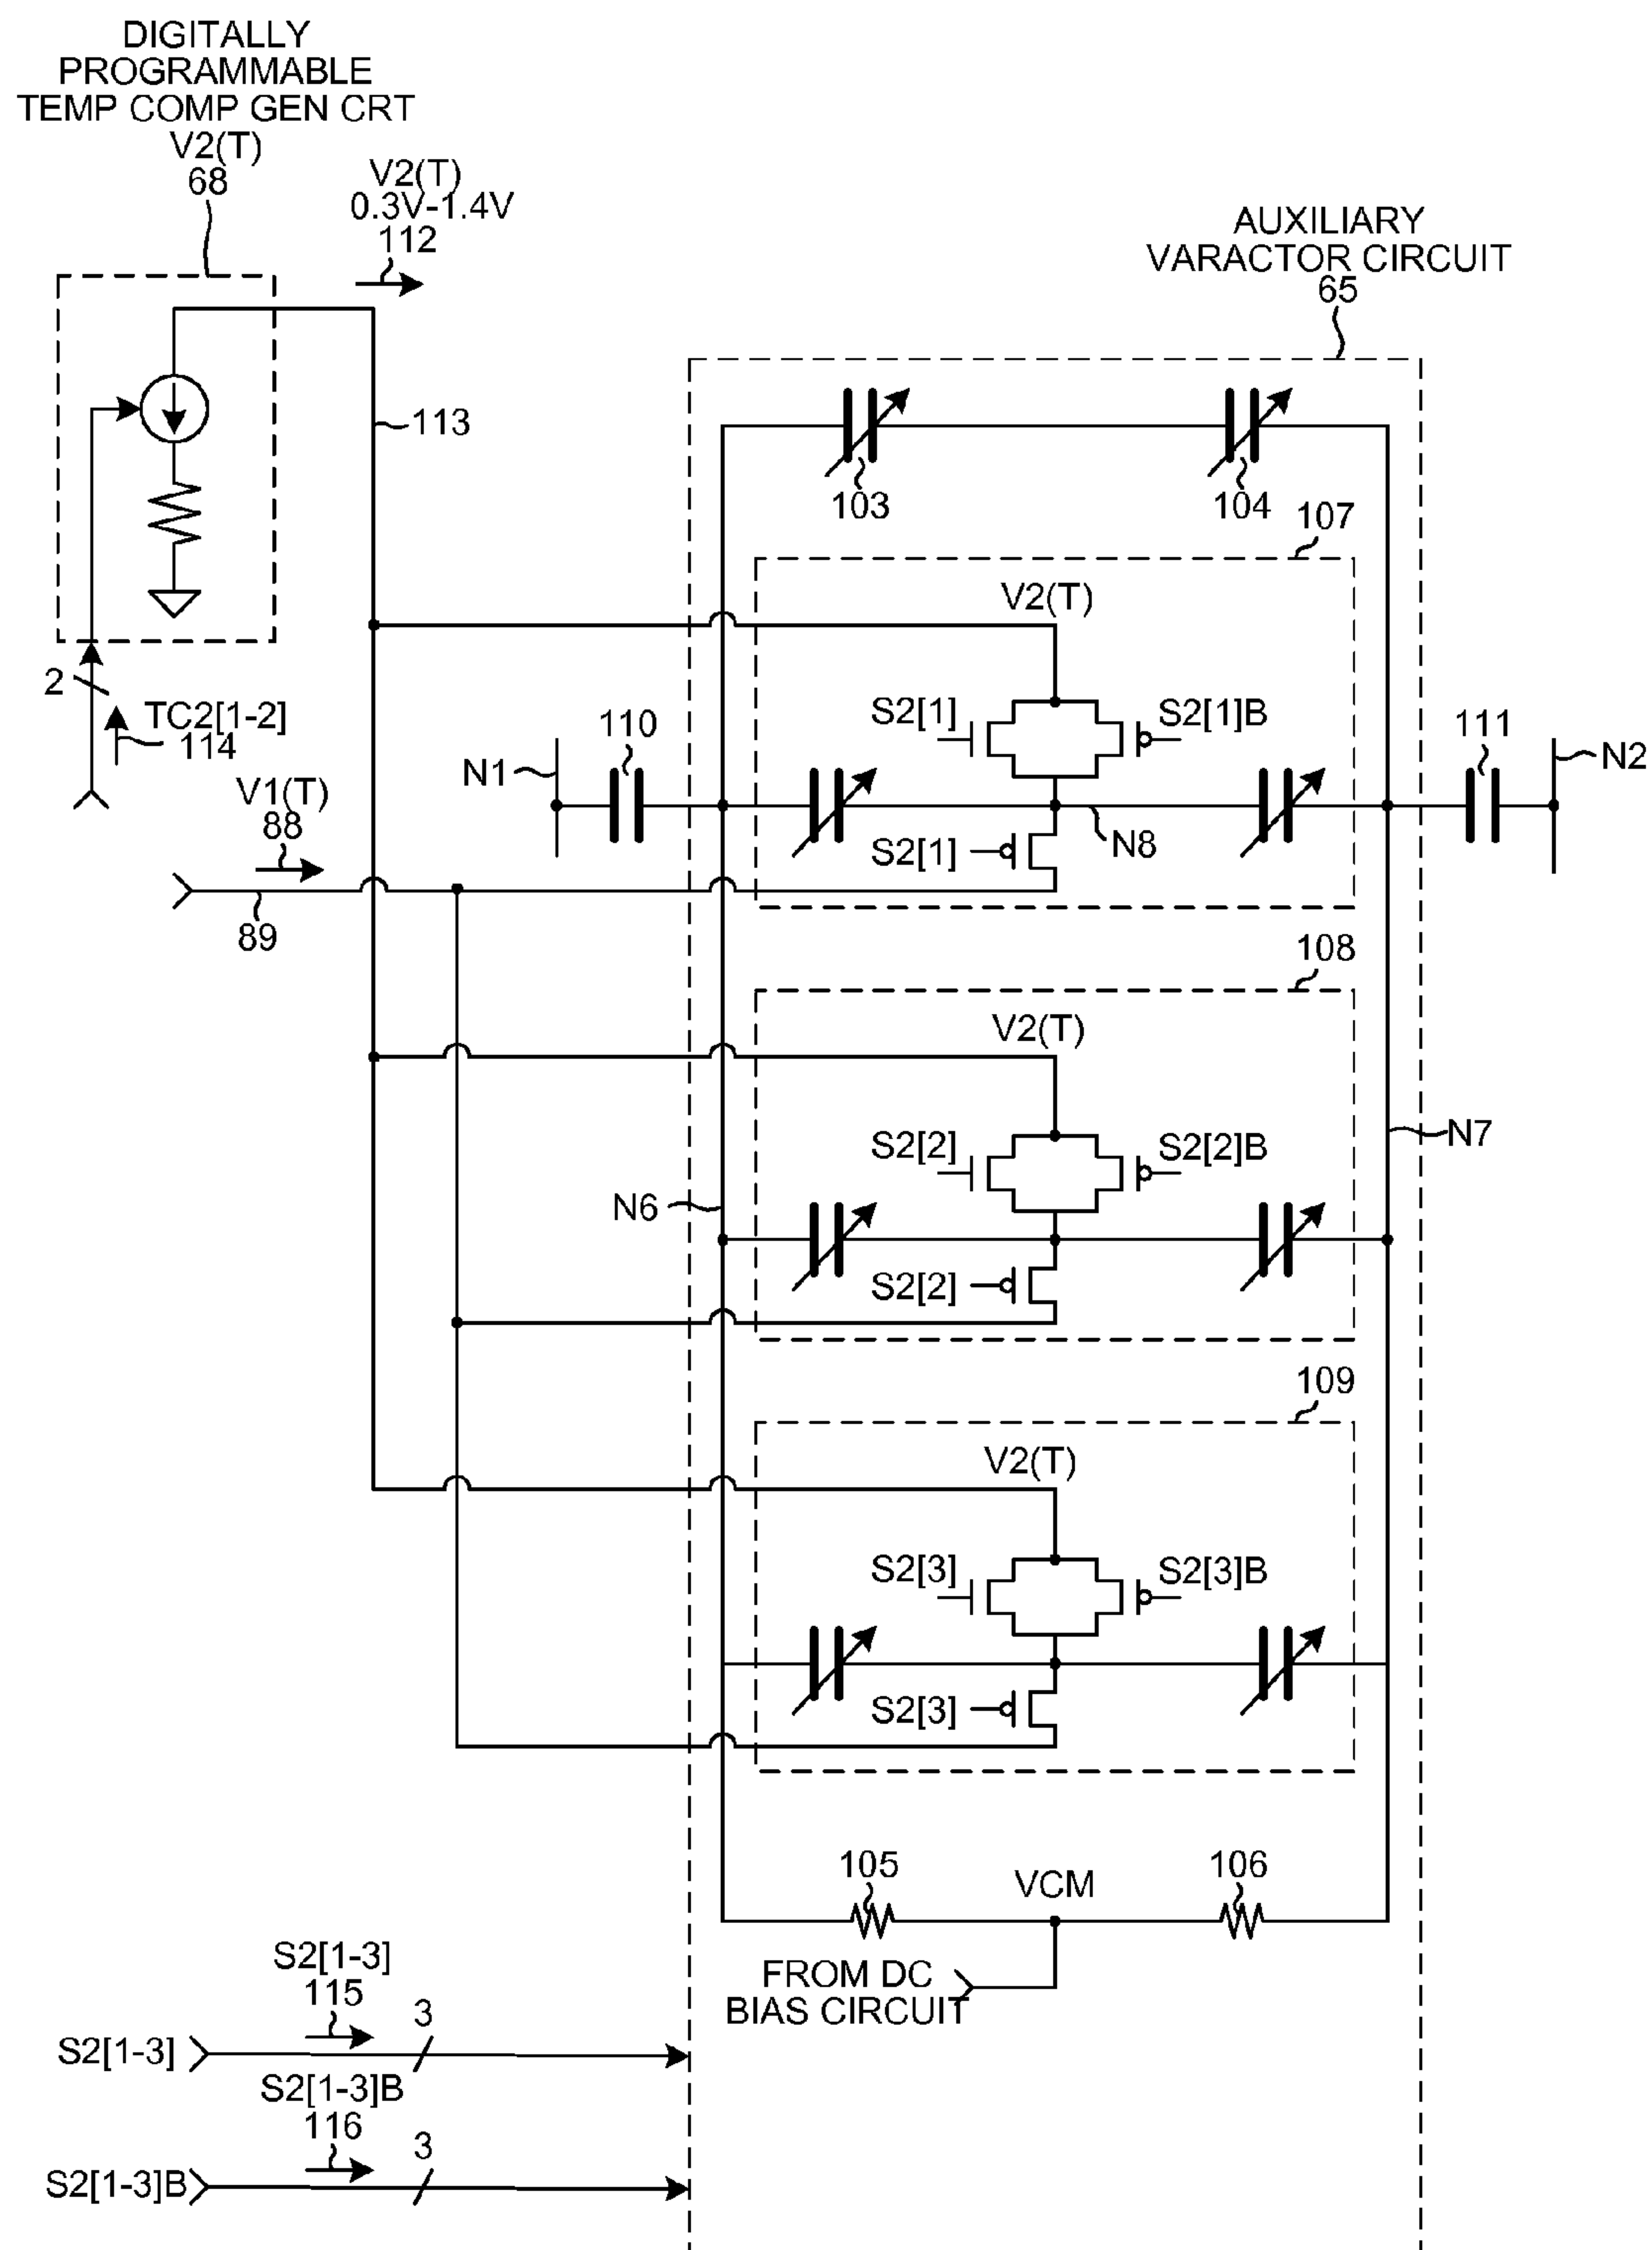 DIGITALLY
PROGRAMMABLE
TEMP COMP GEN CRT
V2(T)
68
V2(T)
0.3V-1.4V
112
AUXILIARY
VARACTOR CIRCUIT
65
113
103
104
107
V2(T)
2
TC2[1-2]
114
S2[1]
S2[1]B
110
111
N1
N2
V1(T)
88
S2[1]
N8
89
108
V2(T)
S2[2]
S2[2]B
N7
N6
S2[2]
109
V2(T)
S2[3]
S2[3]B
S2[3]
105
VCM
106
FROM DC
BIAS CIRCUIT
S2[1-3]
115
3
S2[1-3]
S2[1-3]B
116
3
S2[1-3]B